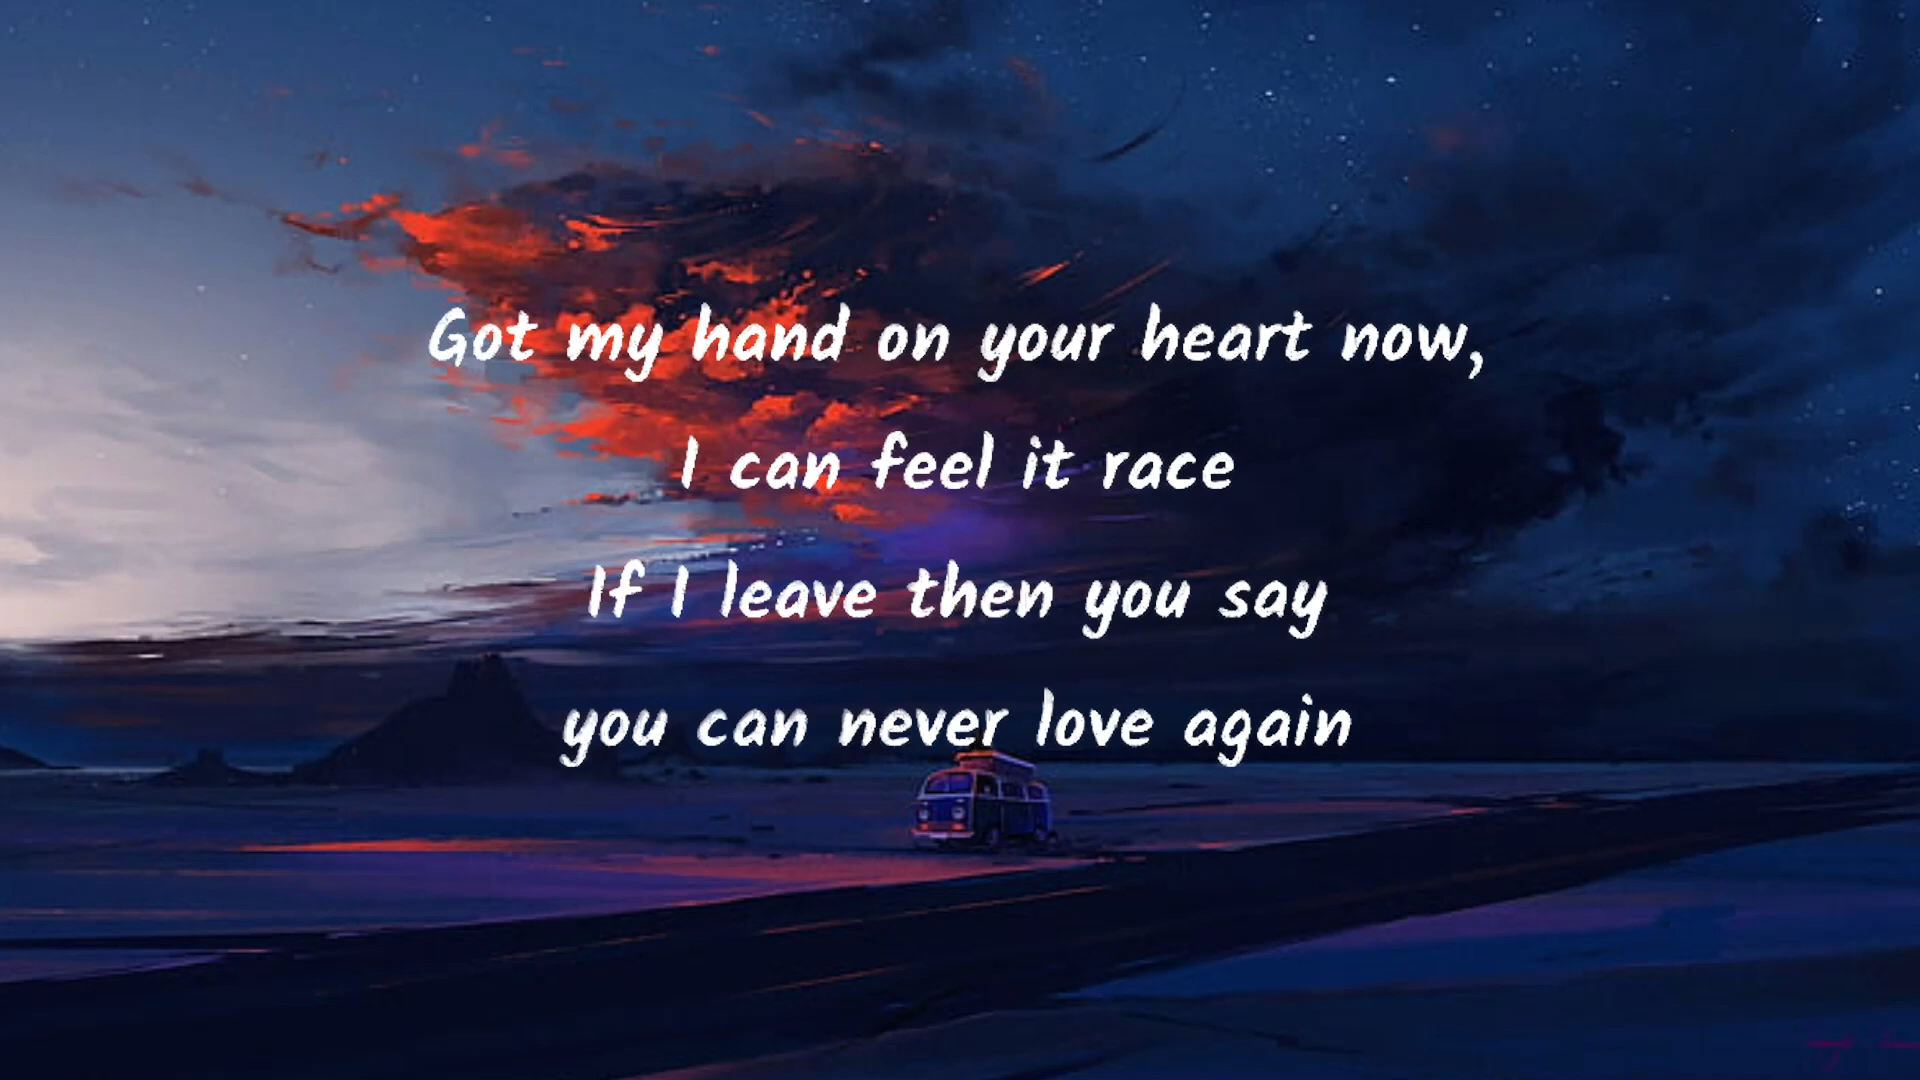 Got my hand on your heart now,
I can feel it race
If I leave then you say
you can never love again